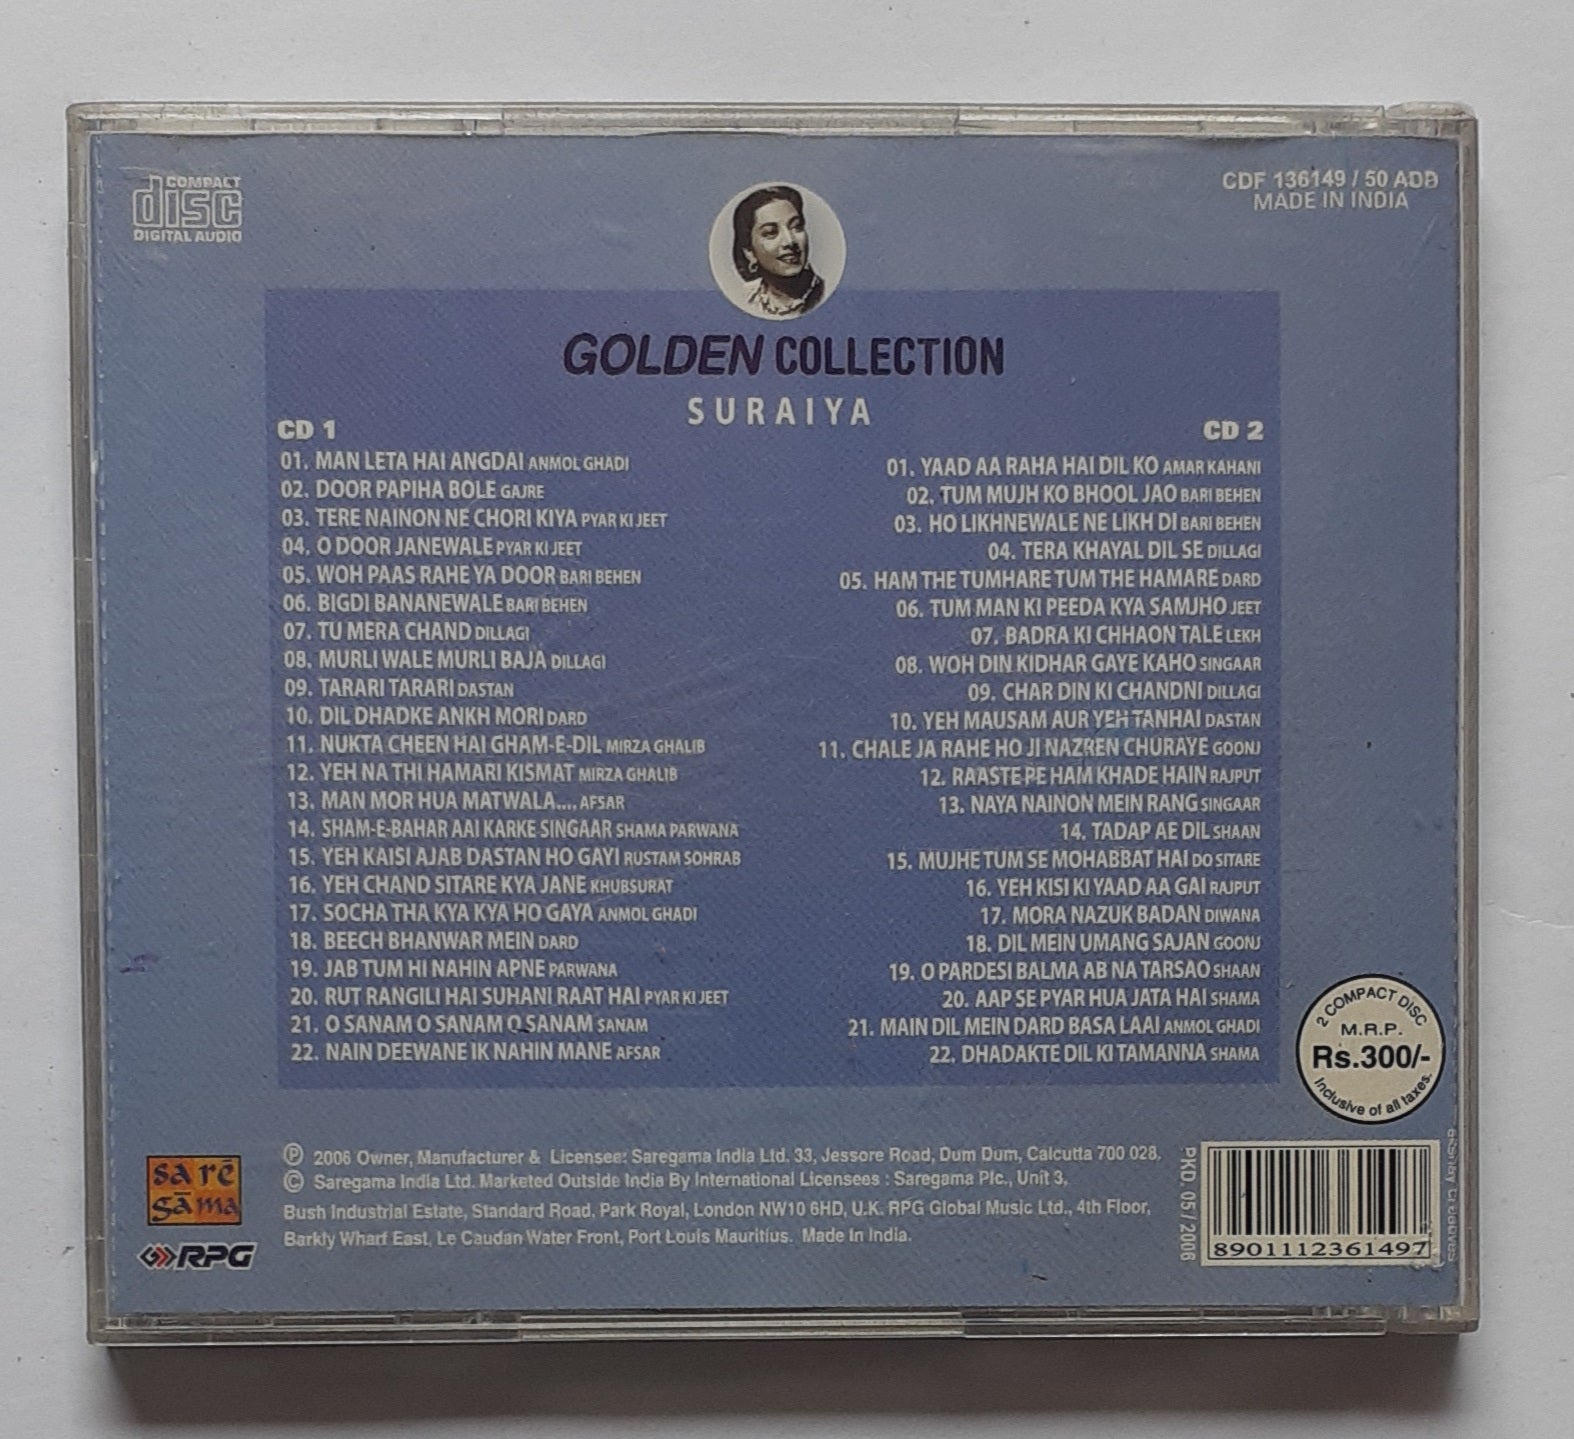 COMPACT
disc
DIGITAL AUDIO
CDF 136149 / 50 ADD
MADE IN INDIA
GOLDEN COLLECTION
SURAIYA
CD 1
01. MAN LETA HAI ANGDAI ANMOL GHADI
02. DOOR PAPIHA BOLE GAJRE
03. TERE NAINON NE CHORI KIYA PYAR KI JEET
04. O DOOR JANEWALE PYAR KI JEET
05. WOH PAAS RAHE YA DOOR BARI BEHEN
06. BIGDI BANANEWALE BARI BEHEN
07. TU MERA CHAND DILLAGI
08. MURLI WALE MURLI BAJA DILLAGI
09. TARARI TARARI DASTAN
10. DIL DHADKE ANKH MORI DARD
11. NUKTA CHEEN HAI GHAM-E-DIL MIRZA GHALIB
12. YEH NA THI HAMARI KISMAT MIRZA GHALIB
13. MAN MOR HUA MATWALA.... AFSAR
14. SHAM-E-BAHAR AAI KARKE SINGAAR SHAMA PARWANA
15. YEH KAISI AJAB DASTAN HO GAYI RUSTAM SOHRAB
16. YEH CHAND SITARE KYA JANE KHUBSURAT
17. SOCHA THA KYA KYA HO GAYA ANMOL GHADI
18. BEECH BHANWAR MEIN DARD
19. JAB TUM HI NAHIN APNE PARWANA
20. RUT RANGILI HAI SUHANI RAAT HAI PYAR KI JEET
21. O SANAM O SANAM O SANAM SANAM
22. NAIN DEEWANE IK NAHIN MANE AFSAR
CD 2
01. YAAD AA RAHA HAI DIL KO AMAR KAHANI
02. TUM MUJH KO BHOOL JAO BARI BEHEN
03. HO LIKHNEWALE NE LIKH DI BARI BEHEN
04. TERA KHAYAL DIL SE DILLAGI
05. HAM THE TUMHARE TUM THE HAMARE DARD
06. TUM MAN KI PEEDA KYA SAMJHO JEET
07. BADRA KI CHHAON TALE LEKH
08. WOH DIN KIDHAR GAYE KAHO SINGAAR
09. CHAR DIN KI CHANDNI DILLAGI
10. YEH MAUSAM AUR YEH TANHAI DASTAN
11. CHALE JA RAHE HO JI NAZREN CHURAYE GOONJ
12. RAASTE PE HAM KHADE HAIN RAJPUT
13. NAYA NAINON MEIN RANG SINGAAR
14. TADAP AE DIL SHAAN
15. MUJHE TUM SE MOHABBAT HAI DO SITARE
16. YEH KISI KI YAAD AA GAI RAJPUT
17. MORA NAZUK BADAN DIWANA
18. DIL MEIN UMANG SAJAN GOONJ
19. O PARDESI BALMA AB NA TARSAO SHAAN
20. AAP SE PYAR HUA JATA HAI SHAMA
21. MAIN DIL MEIN DARD BASA LAAI ANMOL GHADI
22. DHADAKTE DIL KI TAMANNA SHAMA
2 COMPACT DISC
M.R.P.
Rs.300/-
Inclusive of all taxes.
sa rē
gāma
RPG
℗ 2006 Owner, Manufacturer & Licensee: Saregama India Ltd. 33, Jessore Road, Dum Dum, Calcutta 700 028.
© Saregama India Ltd. Marketed Outside India By International Licensees : Saregama Plc., Unit 3,
Bush Industrial Estate, Standard Road, Park Royal, London NW10 6HD, U.K. RPG Global Music Ltd., 4th Floor,
Barkly Wharf East, Le Caudan Water Front, Port Louis Mauritius. Made In India.
PKD. 05 / 2006
8901112361497